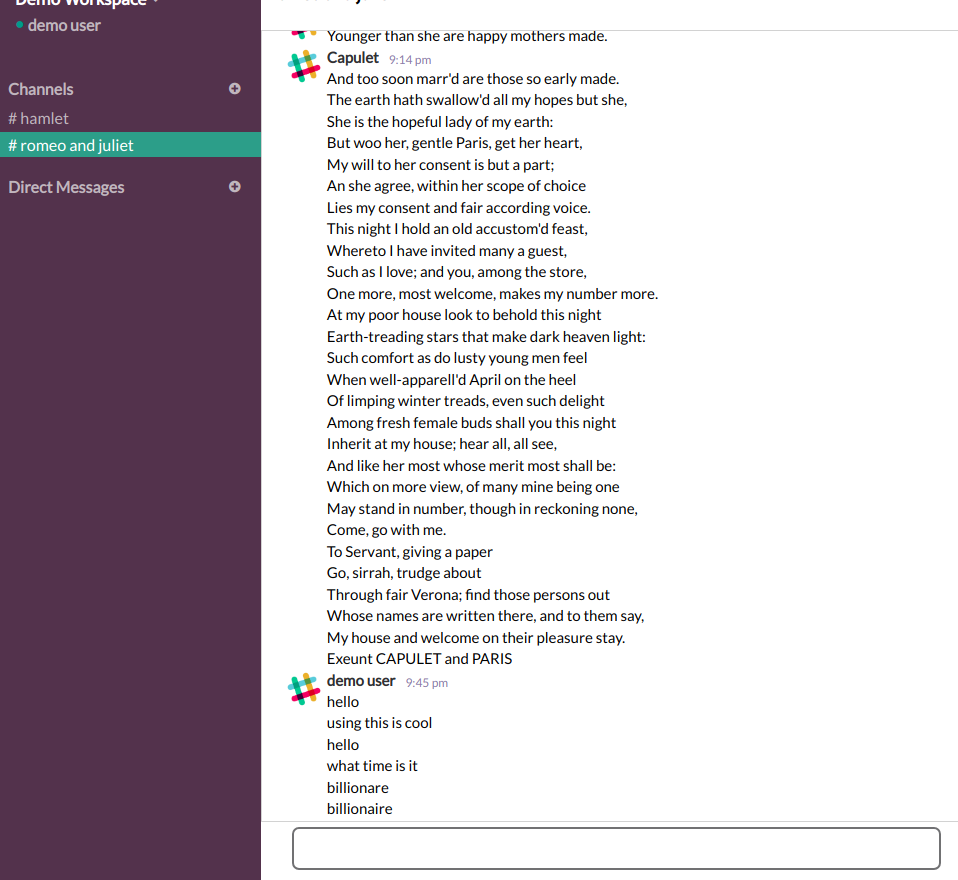 Demo Workspace
demo user
Channels
# hamlet
# romeo and juliet
Direct Messages
Younger than she are happy mothers made.
Capulet 9:14 pm
And too soon marr'd are those so early made.
The earth hath swallow'd all my hopes but she,
She is the hopeful lady of my earth:
But woo her, gentle Paris, get her heart,
My will to her consent is but a part;
An she agree, within her scope of choice
Lies my consent and fair according voice.
This night I hold an old accustom'd feast,
Whereto I have invited many a guest,
Such as I love; and you, among the store,
One more, most welcome, makes my number more.
At my poor house look to behold this night
Earth-treading stars that make dark heaven light:
Such comfort as do lusty young men feel
When well-apparell'd April on the heel
Of limping winter treads, even such delight
Among fresh female buds shall you this night
Inherit at my house; hear all, all see,
And like her most whose merit most shall be:
Which on more view, of many mine being one
May stand in number, though in reckoning none,
Come, go with me.
To Servant, giving a paper
Go, sirrah, trudge about
Through fair Verona; find those persons out
Whose names are written there, and to them say,
My house and welcome on their pleasure stay.
Exeunt CAPULET and PARIS
demo user 9:45 pm
hello
using this is cool
hello
what time is it
billionare
billionaire